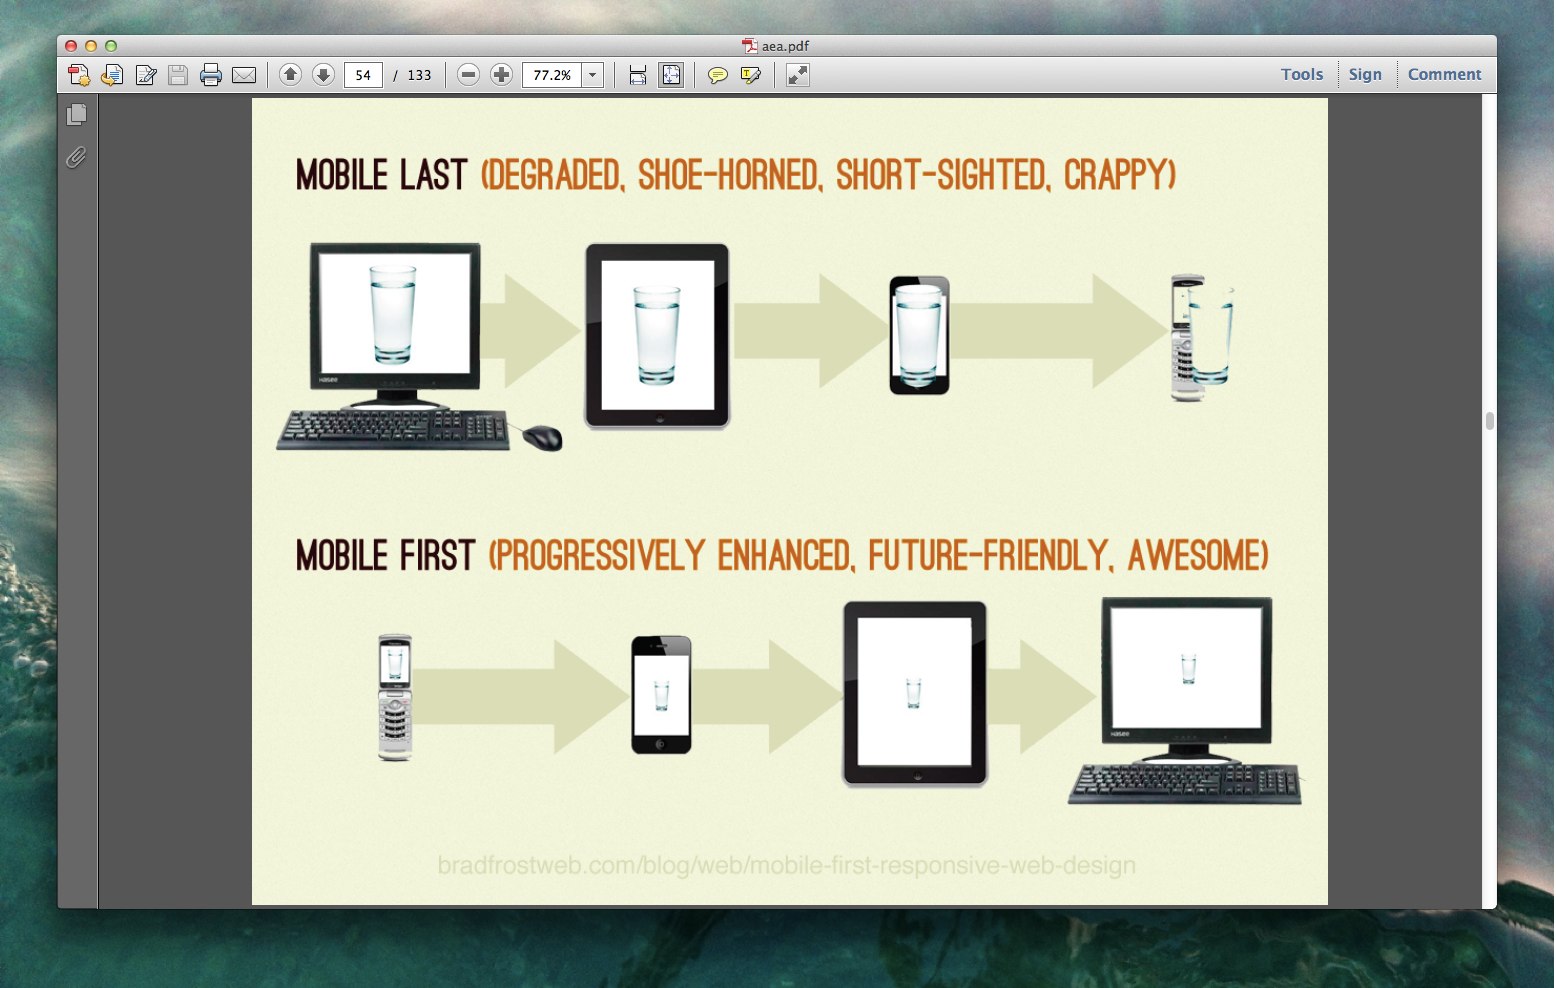 aea.pdf
54 / 133 77.2% Tools Sign Comment
MOBILE LAST (DEGRADED, SHOE-HORNED, SHORT-SIGHTED, CRAPPY)
HASEE
MOBILE FIRST (PROGRESSIVELY ENHANCED, FUTURE-FRIENDLY, AWESOME)
HASEE
bradfrostweb.com/blog/web/mobile-first-responsive-web-design